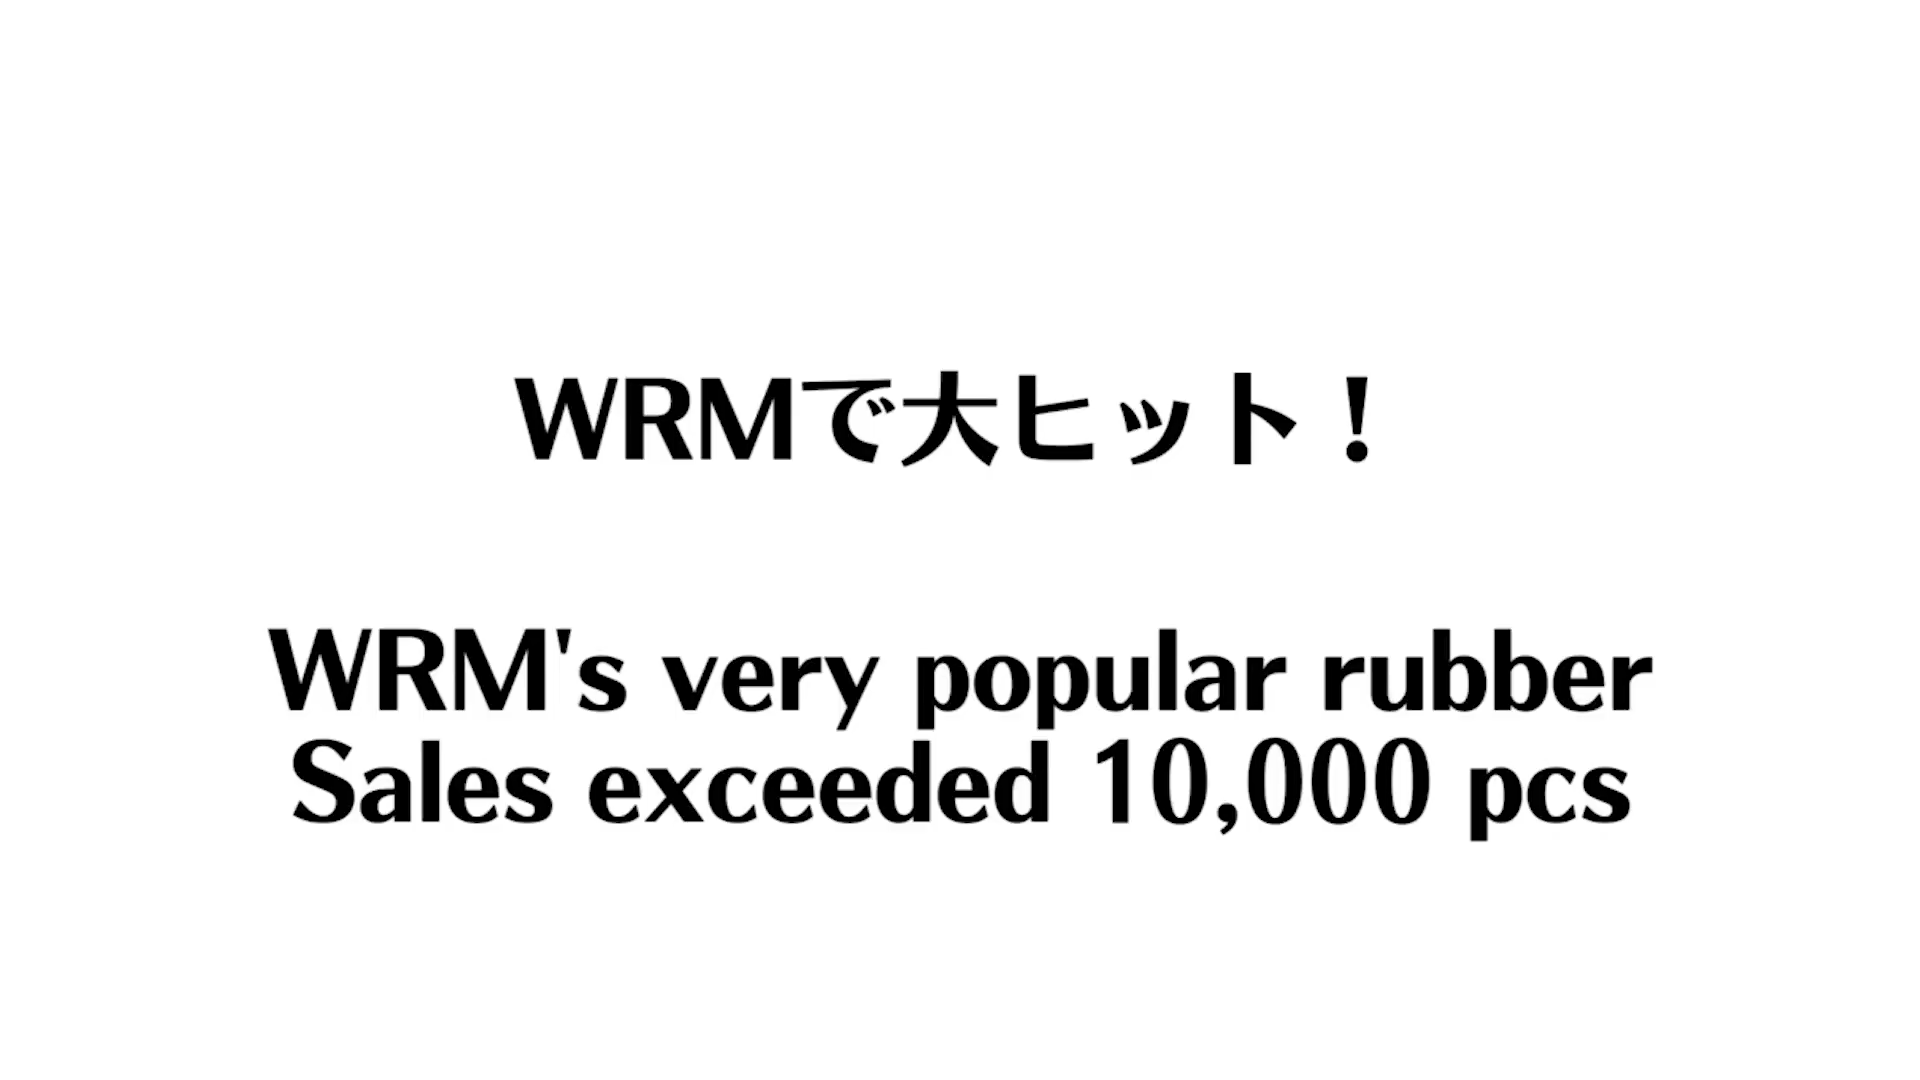 WRMで大ヒット！
WRM's very popular rubber
Sales exceeded 10,000 pcs